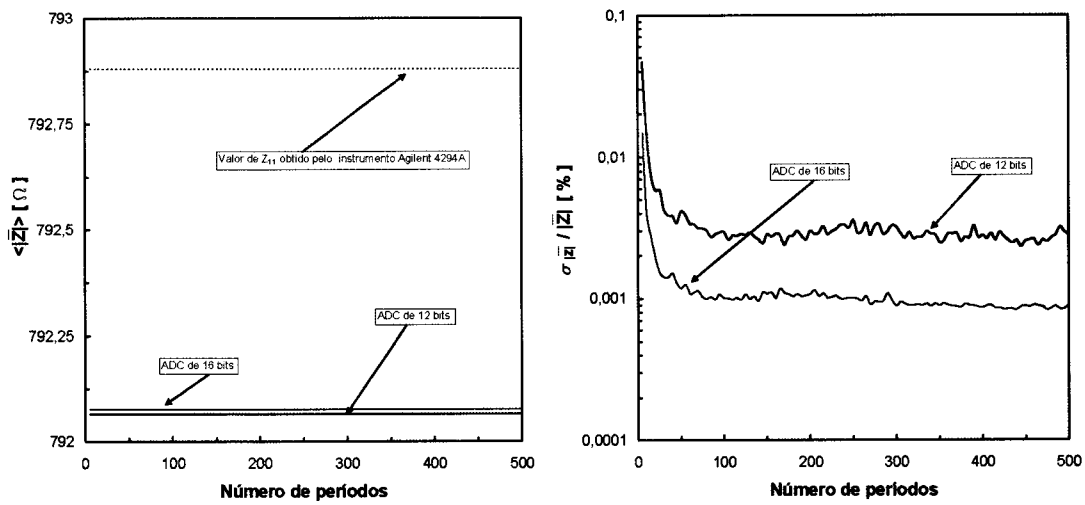 793
792,75
792,5
792,25
792
<|Z̅|> [ Ω ]
Valor de Z₁₁ obtido pelo instrumento Agilent 4294A
ADC de 12 bits
ADC de 16 bits
0 100 200 300 400 500
Número de períodos
0,1
0,01
0,001
0,0001
σ |z̅| / |Z̅| [ % ]
ADC de 16 bits
ADC de 12 bits
0 100 200 300 400 500
Número de períodos